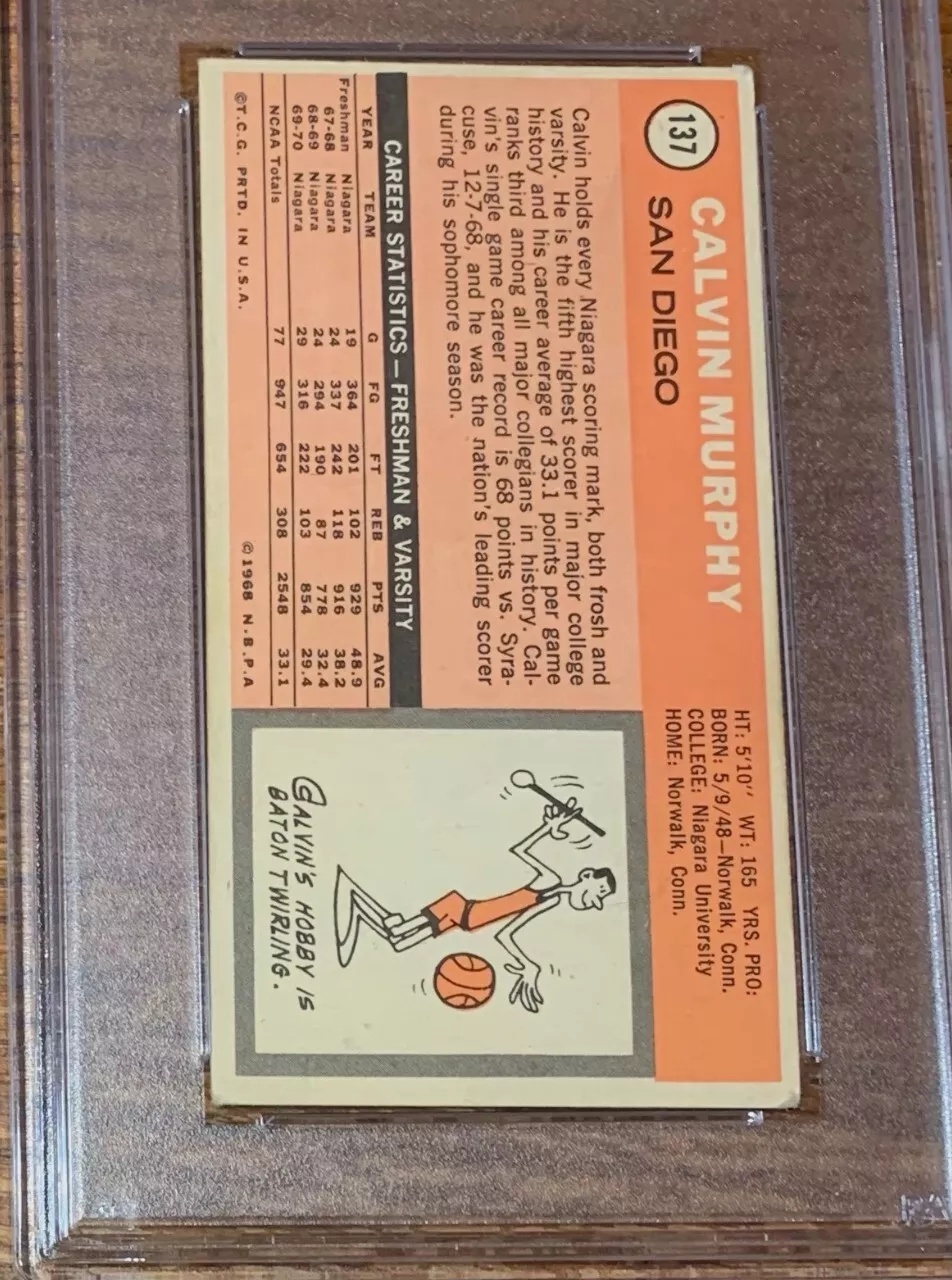 137
CALVIN MURPHY
SAN DIEGO
HT: 5'10'' WT: 165 YRS. PRO:
BORN: 5/9/48—Norwalk, Conn.
COLLEGE: Niagara University
HOME: Norwalk, Conn.
Calvin holds every Niagara scoring mark, both frosh and
varsity. He is the fifth highest scorer in major college
history and his career average of 33.1 points per game
ranks third among all major collegians in history. Cal-
vin's single game career record is 68 points vs. Syra-
cuse, 12-7-68, and he was the nation's leading scorer
during his sophomore season.
CAREER STATISTICS — FRESHMAN & VARSITY
YEAR TEAM G FG FT REB PTS AVG
Freshman Niagara 19 364 201 102 929 48.9
67-68 Niagara 24 337 242 118 916 38.2
68-69 Niagara 24 294 190 87 778 32.4
69-70 Niagara 29 316 222 103 854 29.4
NCAA Totals 77 947 654 308 2548 33.1
©T.C.G. PRTD. IN U.S.A. ©1968 N.B.P.A
CALVIN'S HOBBY IS
BATON TWIRLING.